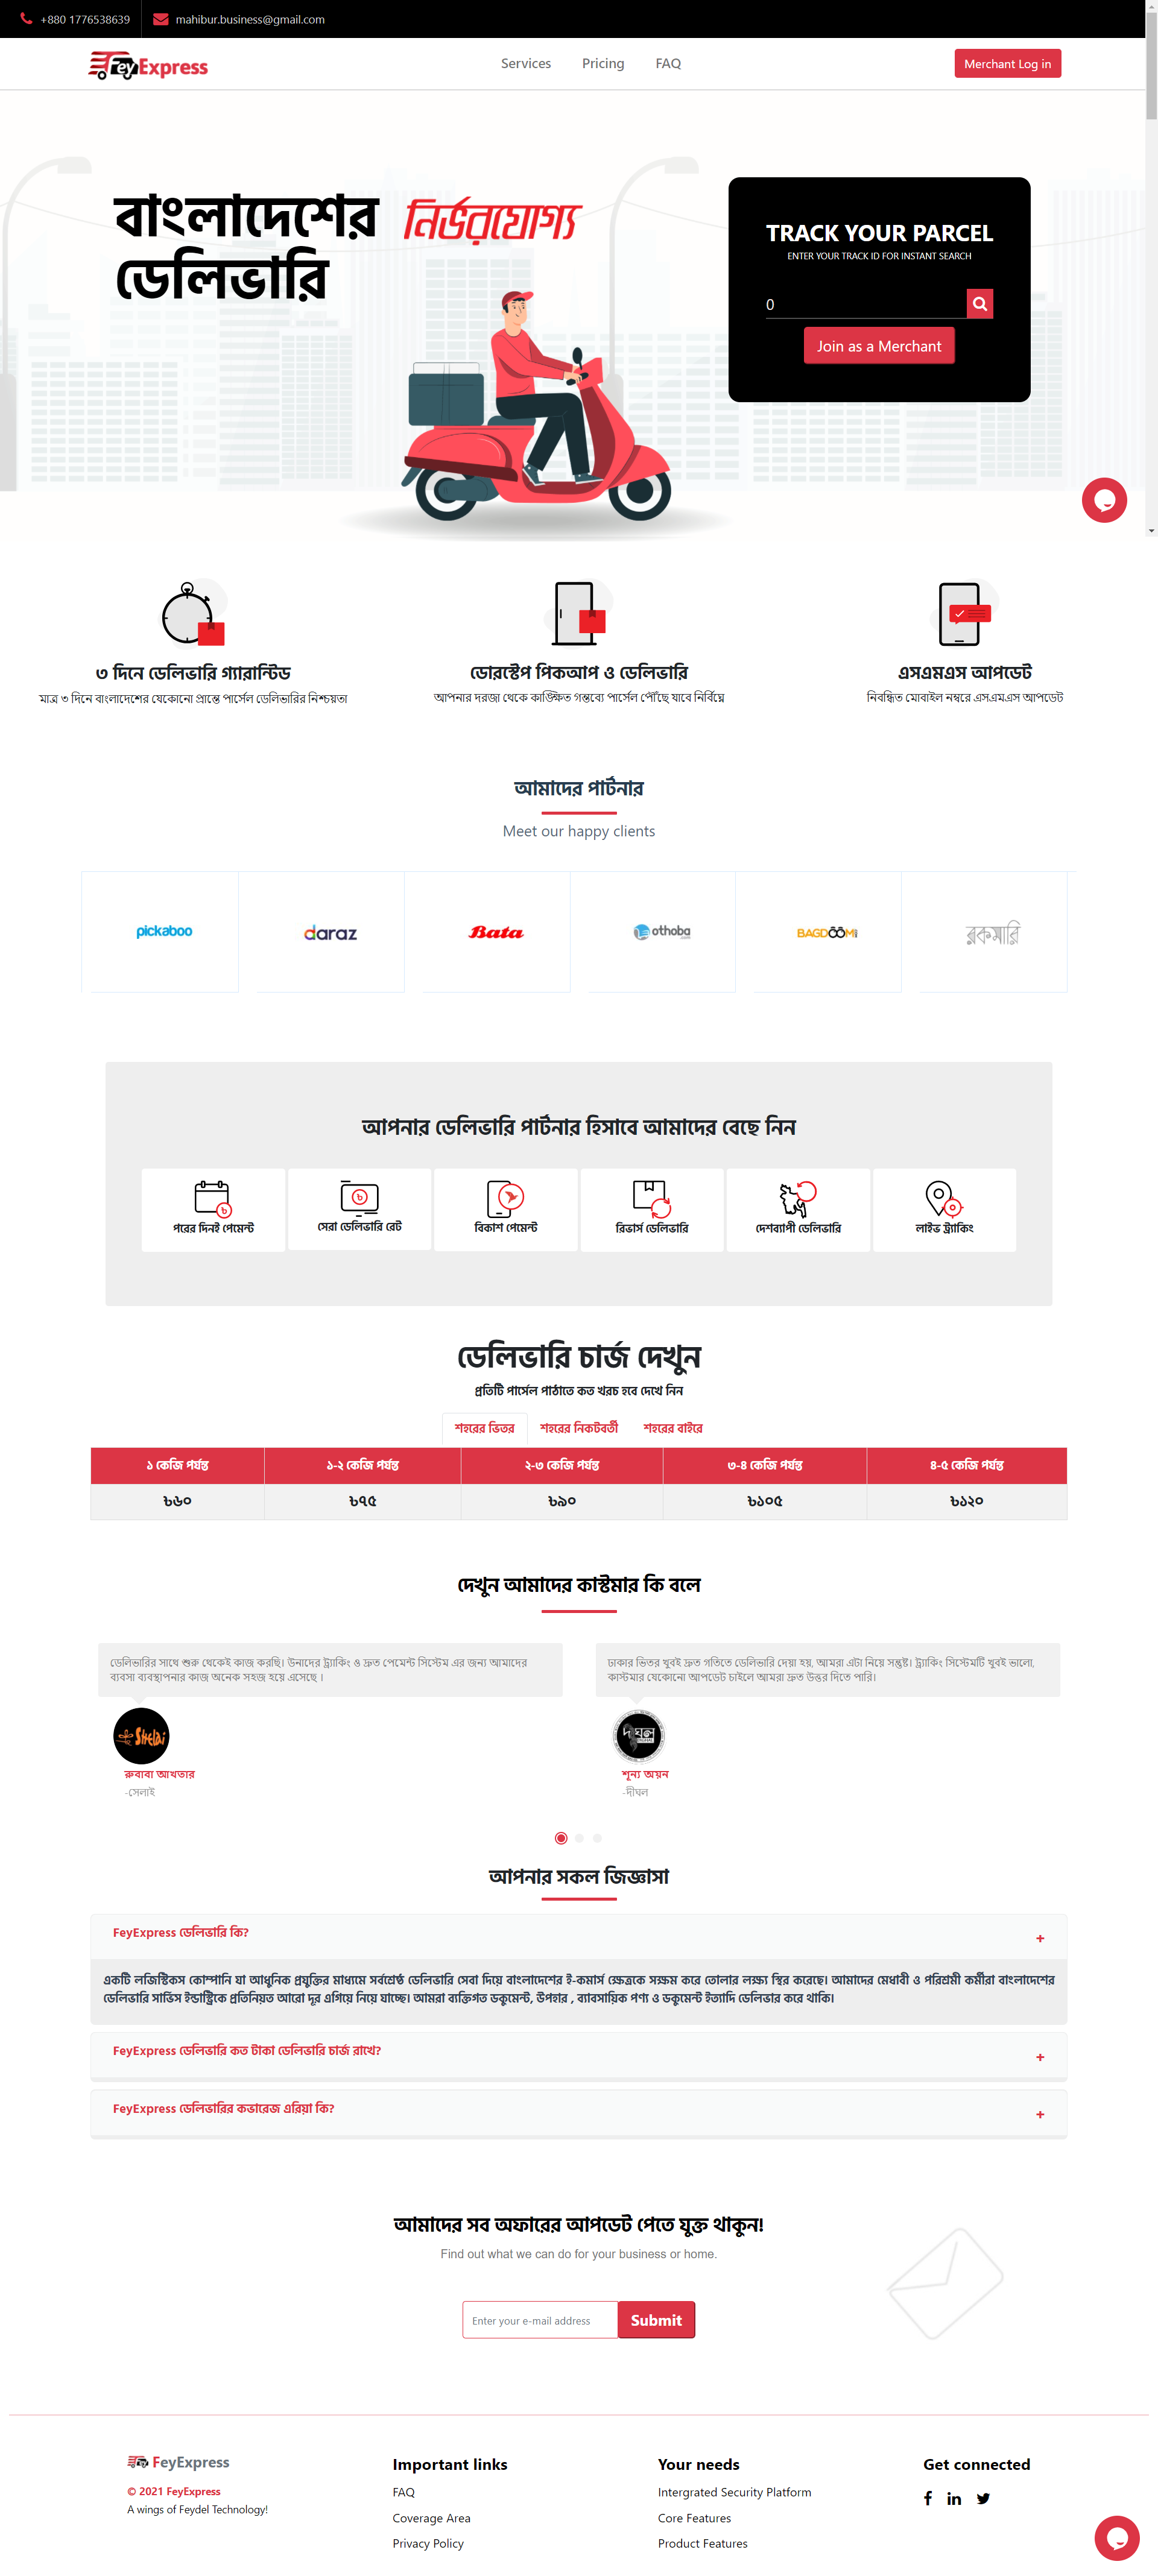 +880 1776538639
mahibur.business@gmail.com
FeyExpress
Services
Pricing
FAQ
Merchant Log in
বাংলাদেশের নির্ভরযোগ্য
ডেলিভারি
TRACK YOUR PARCEL
ENTER YOUR TRACK ID FOR INSTANT SEARCH
0
Join as a Merchant
৩ দিনে ডেলিভারি গ্যারান্টিড
মাত্র ৩ দিনে বাংলাদেশের যেকোনো প্রান্তে পার্সেল ডেলিভারির নিশ্চয়তা
ডোরস্টেপ পিকআপ ও ডেলিভারি
আপনার দরজা থেকে কাঙ্ক্ষিত গন্তব্যে পার্সেল পৌঁছে যাবে নির্বিঘ্নে
এসএমএস আপডেট
নিবন্ধিত মোবাইল নম্বরে এসএমএস আপডেট
আমাদের পার্টনার
Meet our happy clients
pickaboo
daraz
Bata
othoba.com
BAGDOOM
রকমারি
আপনার ডেলিভারি পার্টনার হিসাবে আমাদের বেছে নিন
পরের দিনই পেমেন্ট
সেরা ডেলিভারি রেট
বিকাশ পেমেন্ট
রিভার্স ডেলিভারি
দেশব্যাপী ডেলিভারি
লাইভ ট্র্যাকিং
ডেলিভারি চার্জ দেখুন
প্রতিটি পার্সেল পাঠাতে কত খরচ হবে দেখে নিন
শহরের ভিতর
শহরের নিকটবর্তী
শহরের বাইরে
১ কেজি পর্যন্ত
১-২ কেজি পর্যন্ত
২-৩ কেজি পর্যন্ত
৩-৪ কেজি পর্যন্ত
৪-৫ কেজি পর্যন্ত
৳৬০
৳৭৫
৳৯০
৳১০৫
৳১২০
দেখুন আমাদের কাস্টমার কি বলে
ডেলিভারির সাথে শুরু থেকেই কাজ করছি। উনাদের ট্র্যাকিং ও দ্রুত পেমেন্ট সিস্টেম এর জন্য আমাদের
ব্যবসা ব্যবস্থাপনার কাজ অনেক সহজ হয়ে এসেছে ।
Shelai
রুবাবা আখতার
-সেলাই
ঢাকার ভিতর খুবই দ্রুত গতিতে ডেলিভারি দেয়া হয়, আমরা এটা নিয়ে সন্তুষ্ট। ট্র্যাকিং সিস্টেমটি খুবই ভালো,
কাস্টমার যেকোনো আপডেট চাইলে আমরা দ্রুত উত্তর দিতে পারি।
দীঘল
শূন্য অয়ন
-দীঘল
আপনার সকল জিজ্ঞাসা
FeyExpress ডেলিভারি কি?
+
একটি লজিস্টিকস কোম্পানি যা আধুনিক প্রযুক্তির মাধ্যমে সর্বশ্রেষ্ঠ ডেলিভারি সেবা দিয়ে বাংলাদেশের ই-কমার্স ক্ষেত্রকে সক্ষম করে তোলার লক্ষ্য স্থির করেছে। আমাদের মেধাবী ও পরিশ্রমী কর্মীরা বাংলাদেশের
ডেলিভারি সার্ভিস ইন্ডাস্ট্রিকে প্রতিনিয়ত আরো দূর এগিয়ে নিয়ে যাচ্ছে। আমরা ব্যক্তিগত ডকুমেন্ট, উপহার , ব্যাবসায়িক পণ্য ও ডকুমেন্ট ইত্যাদি ডেলিভার করে থাকি।
FeyExpress ডেলিভারি কত টাকা ডেলিভারি চার্জ রাখে?
+
FeyExpress ডেলিভারির কভারেজ এরিয়া কি?
+
আমাদের সব অফারের আপডেট পেতে যুক্ত থাকুন!
Find out what we can do for your business or home.
Enter your e-mail address
Submit
FeyExpress
© 2021 FeyExpress
A wings of Feydel Technology!
Important links
FAQ
Coverage Area
Privacy Policy
Your needs
Intergrated Security Platform
Core Features
Product Features
Get connected